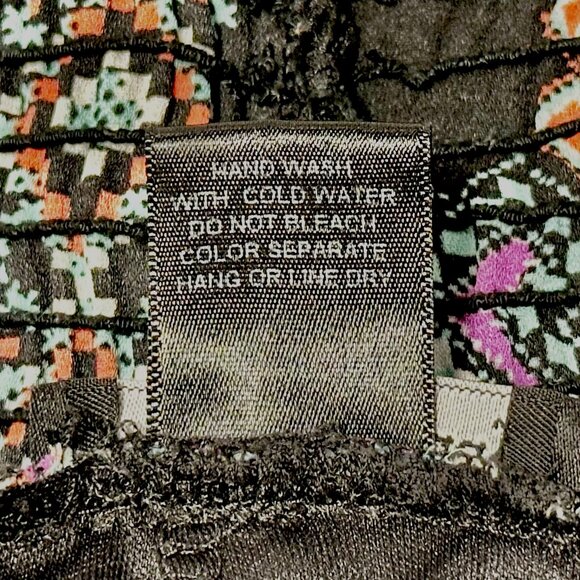 HAND WASH
WITH COLD WATER
DO NOT BLEACH
COLOR SEPARATE
HANG OR LINE DRY